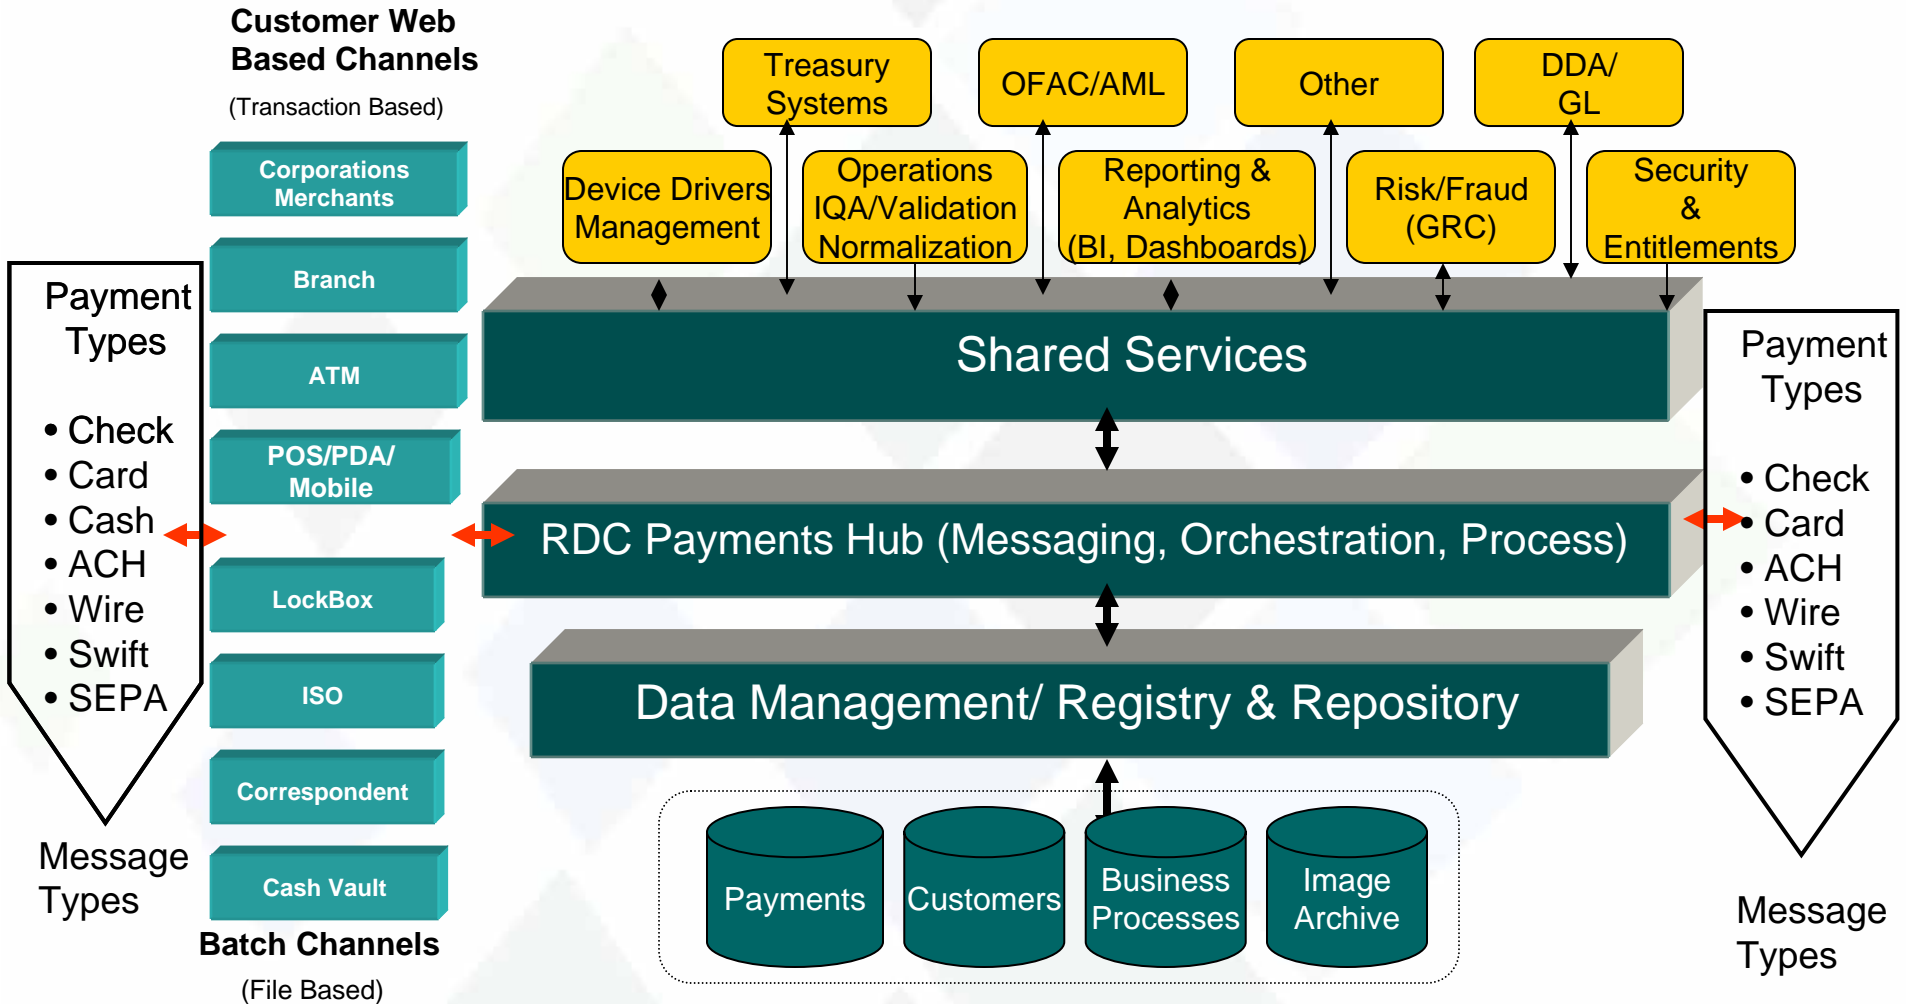 Customer Web
Based Channels
(Transaction Based)
Corporations
Merchants
Branch
ATM
POS/PDA/
Mobile
LockBox
ISO
Correspondent
Cash Vault
Batch Channels
(File Based)
Payment
Types
• Check
• Card
• Cash
• ACH
• Wire
• Swift
• SEPA
Message
Types
Treasury
Systems
OFAC/AML
Other
DDA/
GL
Device Drivers
Management
Operations
IQA/Validation
Normalization
Reporting &
Analytics
(BI, Dashboards)
Risk/Fraud
(GRC)
Security
&
Entitlements
Shared Services
RDC Payments Hub (Messaging, Orchestration, Process)
Data Management/ Registry & Repository
Payments
Customers
Business
Processes
Image
Archive
Payment
Types
• Check
• Card
• ACH
• Wire
• Swift
• SEPA
Message
Types